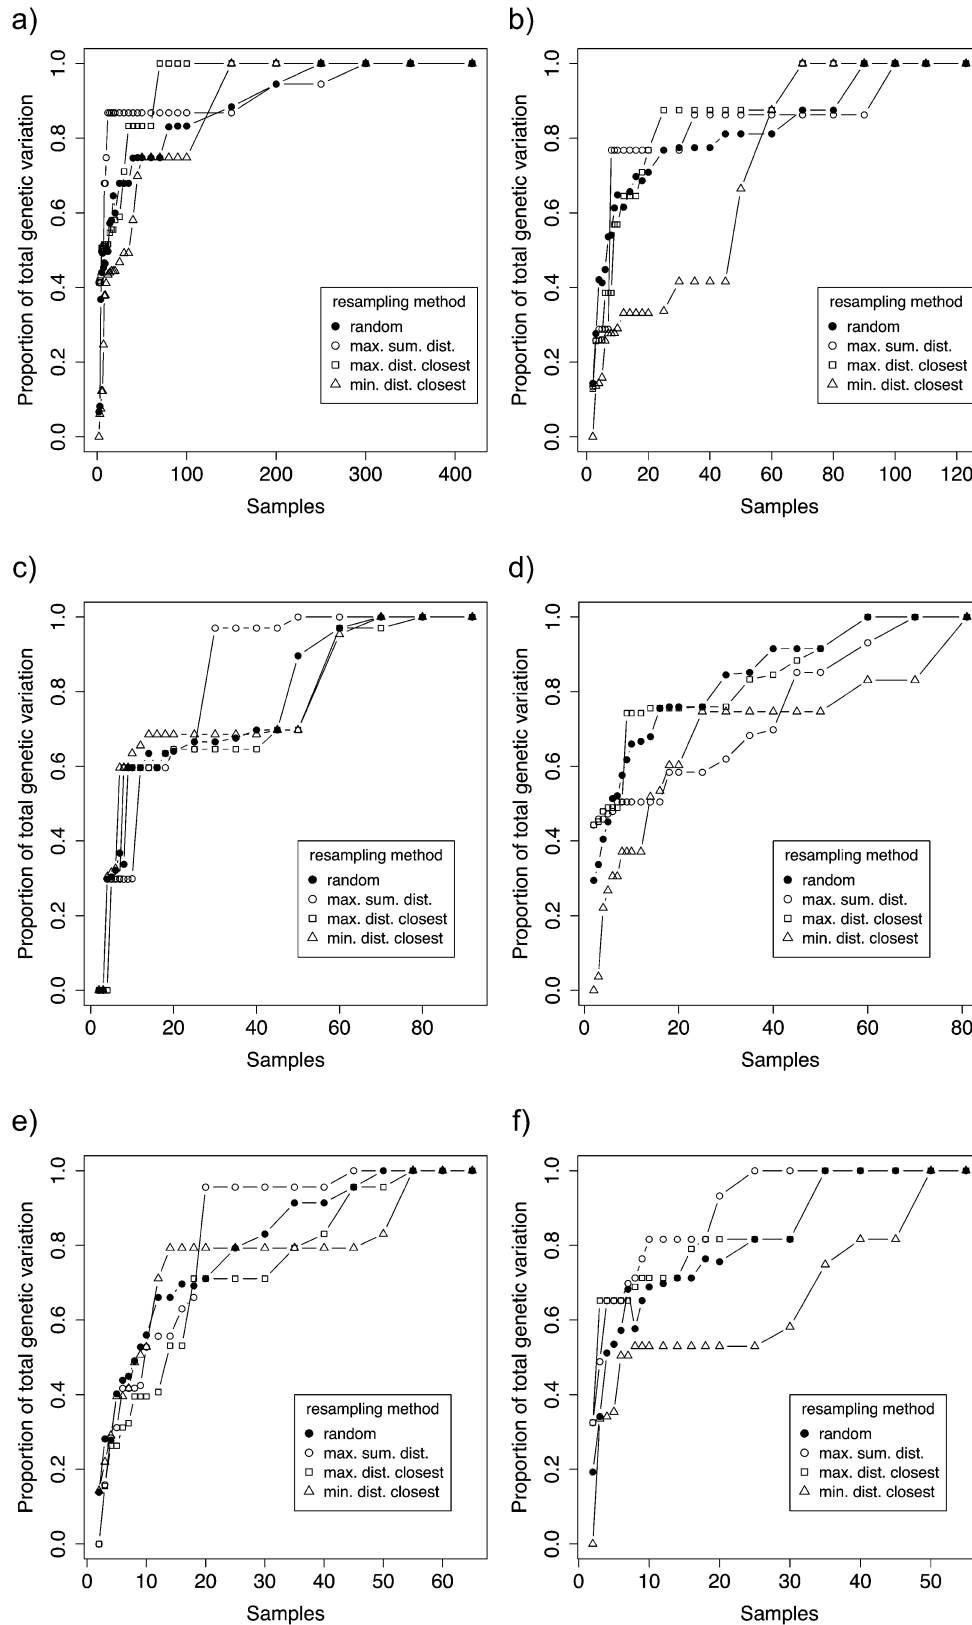 a)
Proportion of total genetic variation
0.0 0.2 0.4 0.6 0.8 1.0
resampling method
random
max. sum. dist.
max. dist. closest
min. dist. closest
0 100 200 300 400
Samples
b)
Proportion of total genetic variation
0.0 0.2 0.4 0.6 0.8 1.0
resampling method
random
max. sum. dist.
max. dist. closest
min. dist. closest
0 20 40 60 80 100 120
Samples
c)
Proportion of total genetic variation
0.0 0.2 0.4 0.6 0.8 1.0
resampling method
random
max. sum. dist.
max. dist. closest
min. dist. closest
0 20 40 60 80
Samples
d)
Proportion of total genetic variation
0.0 0.2 0.4 0.6 0.8 1.0
resampling method
random
max. sum. dist.
max. dist. closest
min. dist. closest
0 20 40 60 80
Samples
e)
Proportion of total genetic variation
0.0 0.2 0.4 0.6 0.8 1.0
resampling method
random
max. sum. dist.
max. dist. closest
min. dist. closest
0 10 20 30 40 50 60
Samples
f)
Proportion of total genetic variation
0.0 0.2 0.4 0.6 0.8 1.0
resampling method
random
max. sum. dist.
max. dist. closest
min. dist. closest
0 10 20 30 40 50
Samples